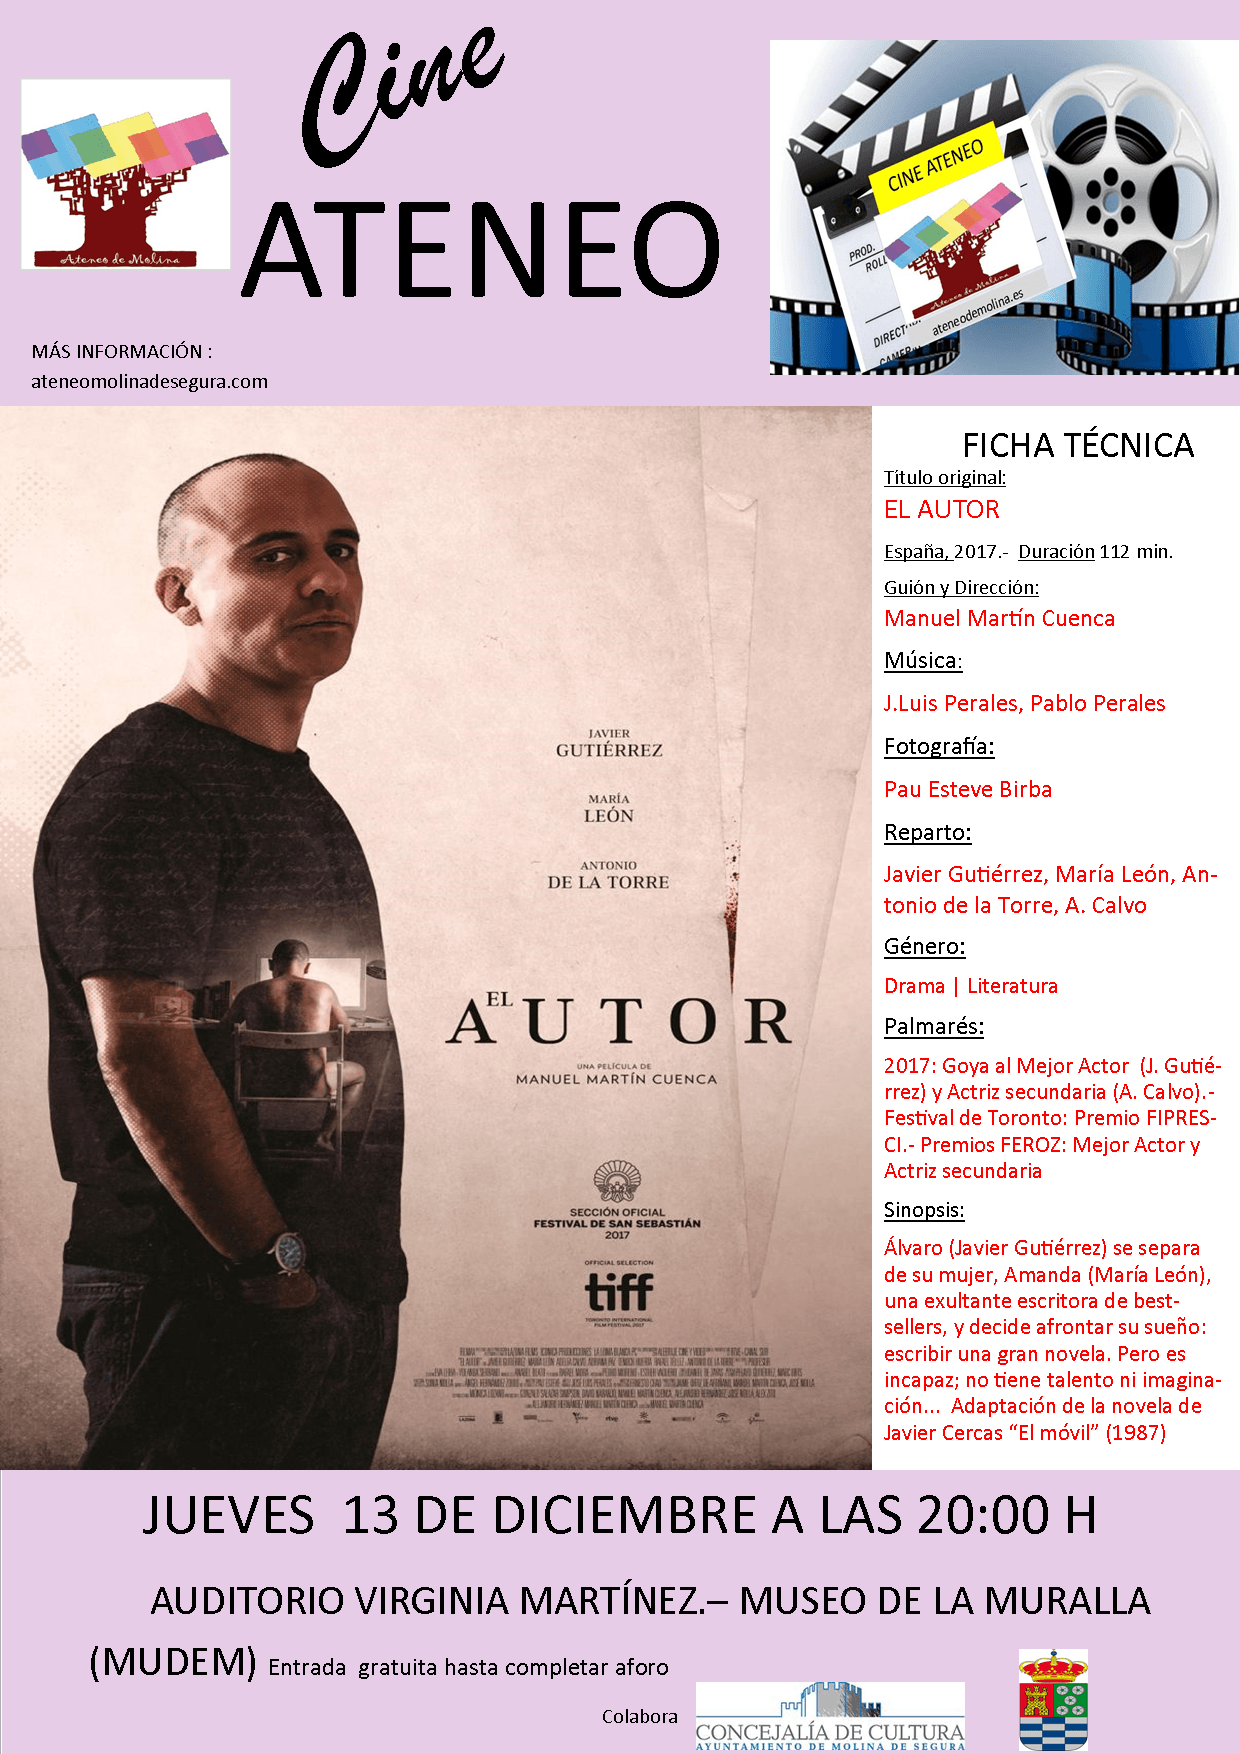 Cine
ATENEO
Ateneo de Molina
CINE ATENEO
PROD.
ROLL
DIRECT
CAMER
ateneodemolina.es
MÁS INFORMACIÓN :
ateneomolinadesegura.com
JAVIER
GUTIÉRREZ
MARÍA
LEÓN
ANTONIO
DE LA TORRE
EL
AUTOR
UNA PELÍCULA DE
MANUEL MARTÍN CUENCA
SECCIÓN OFICIAL
FESTIVAL DE SAN SEBASTIÁN
2017
OFFICIAL SELECTION
tiff
TORONTO INTERNATIONAL
FILM FESTIVAL 2017
FICHA TÉCNICA
Título original:
EL AUTOR
España, 2017.- Duración 112 min.
Guión y Dirección:
Manuel Martín Cuenca
Música:
J.Luis Perales, Pablo Perales
Fotografía:
Pau Esteve Birba
Reparto:
Javier Gutiérrez, María León, An-
tonio de la Torre, A. Calvo
Género:
Drama | Literatura
Palmarés:
2017: Goya al Mejor Actor (J. Gutié-
rrez) y Actriz secundaria (A. Calvo).-
Festival de Toronto: Premio FIPRES-
CI.- Premios FEROZ: Mejor Actor y
Actriz secundaria
Sinopsis:
Álvaro (Javier Gutiérrez) se separa
de su mujer, Amanda (María León),
una exultante escritora de best-
sellers, y decide afrontar su sueño:
escribir una gran novela. Pero es
incapaz; no tiene talento ni imagina-
ción... Adaptación de la novela de
Javier Cercas “El móvil” (1987)
JUEVES 13 DE DICIEMBRE A LAS 20:00 H
AUDITORIO VIRGINIA MARTÍNEZ.– MUSEO DE LA MURALLA
(MUDEM) Entrada gratuita hasta completar aforo
Colabora
CONCEJALÍA DE CULTURA
AYUNTAMIENTO DE MOLINA DE SEGURA